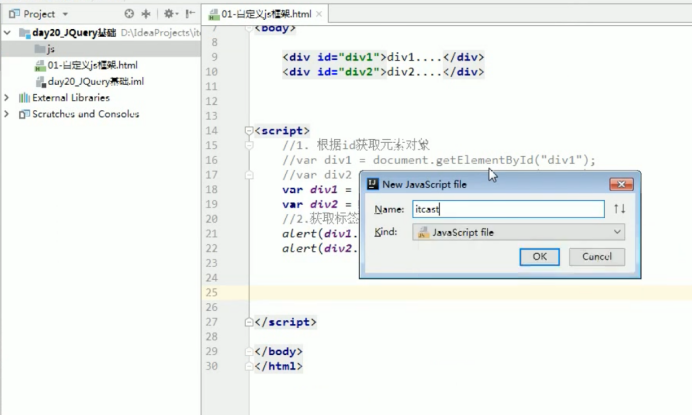 Project
01-自定义js框架.html
day20_JQuery基础 D:\IdeaProjects\itc
js
01-自定义js框架.html
day20_JQuery基础.iml
External Libraries
Scratches and Consoles
7 <body>
8
9 <div id="div1">div1....</div>
10 <div id="div2">div2....</div>
11
12
13
14 <script>
15 //1. 根据id获取元素对象
16 //var div1 = document.getElementById("div1");
17 //var div2
18 var div1 =
19 var div2 =
20 //2.获取标签
21 alert(div1.
22 alert(div2.
23
24
25
26
27 </script>
28
29 </body>
30 </html>
New JavaScript file
Name: itcast
Kind: JavaScript file
OK Cancel